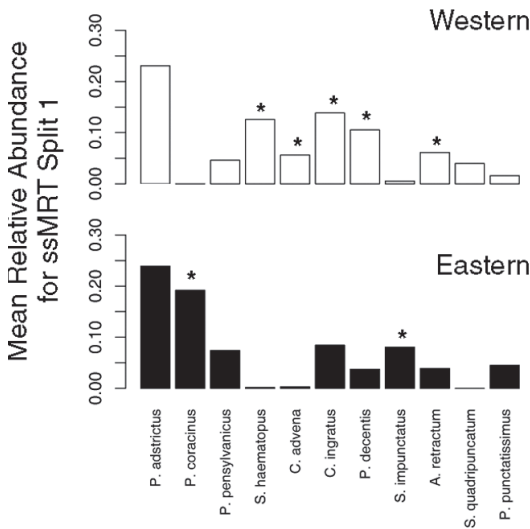 Western
Mean Relative Abundance
for ssMRT Split 1
0.30
0.20
0.10
0.00
* * * * *
Eastern
0.30
0.20
0.10
0.00
* *
P. adstrictus
P. coracinus
P. pensylvanicus
S. haematopus
C. advena
C. ingratus
P. decentis
S. impunctatus
A. retractum
S. quadripuncatum
P. punctatissimus